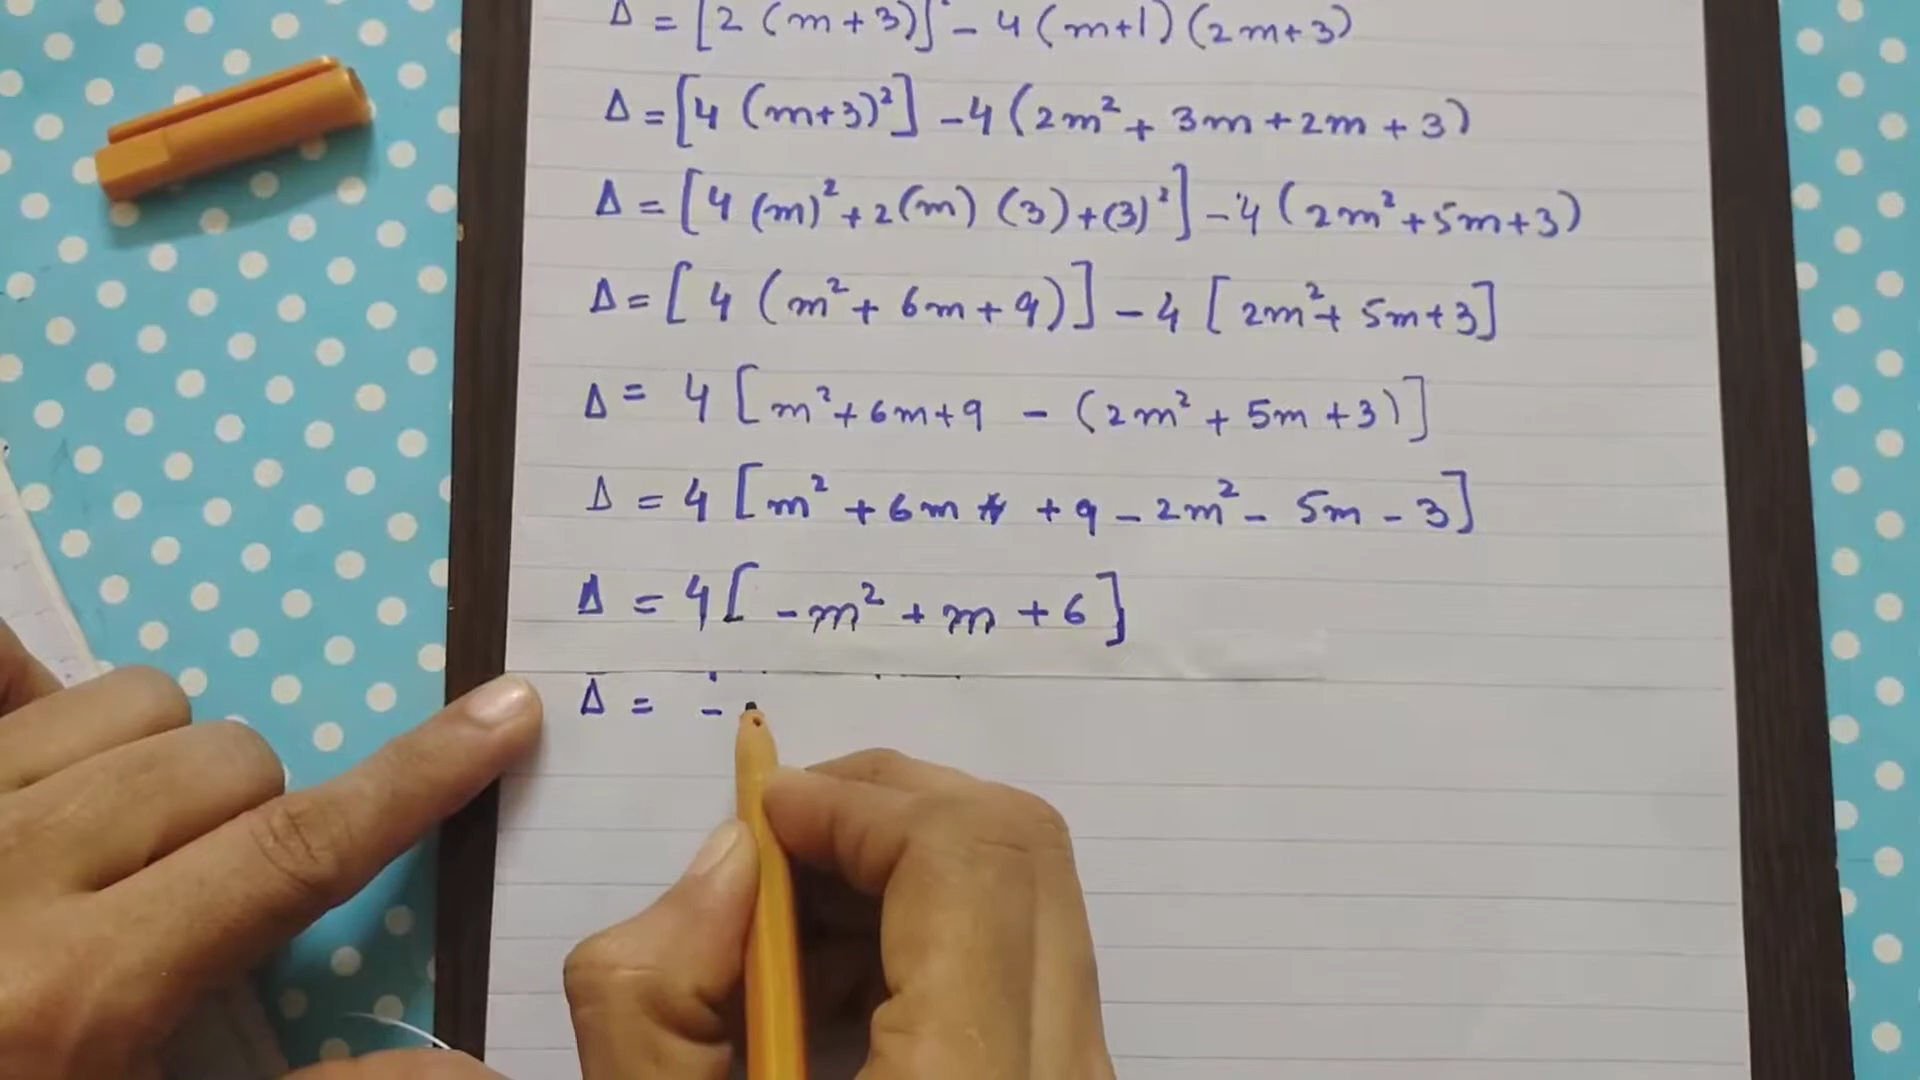 Δ = [2 (m+3)]² - 4 (m+1) (2m+3)
Δ = [4 (m+3)²] - 4 (2m² + 3m + 2m + 3)
Δ = [4 (m)² + 2(m) (3) + (3)²] - 4 (2m² + 5m + 3)
Δ = [4 (m² + 6m + 9)] - 4 [2m² + 5m + 3]
Δ = 4 [m² + 6m + 9 - (2m² + 5m + 3)]
Δ = 4 [m² + 6m + 9 - 2m² - 5m - 3]
Δ = 4 [-m² + m + 6]
Δ = -